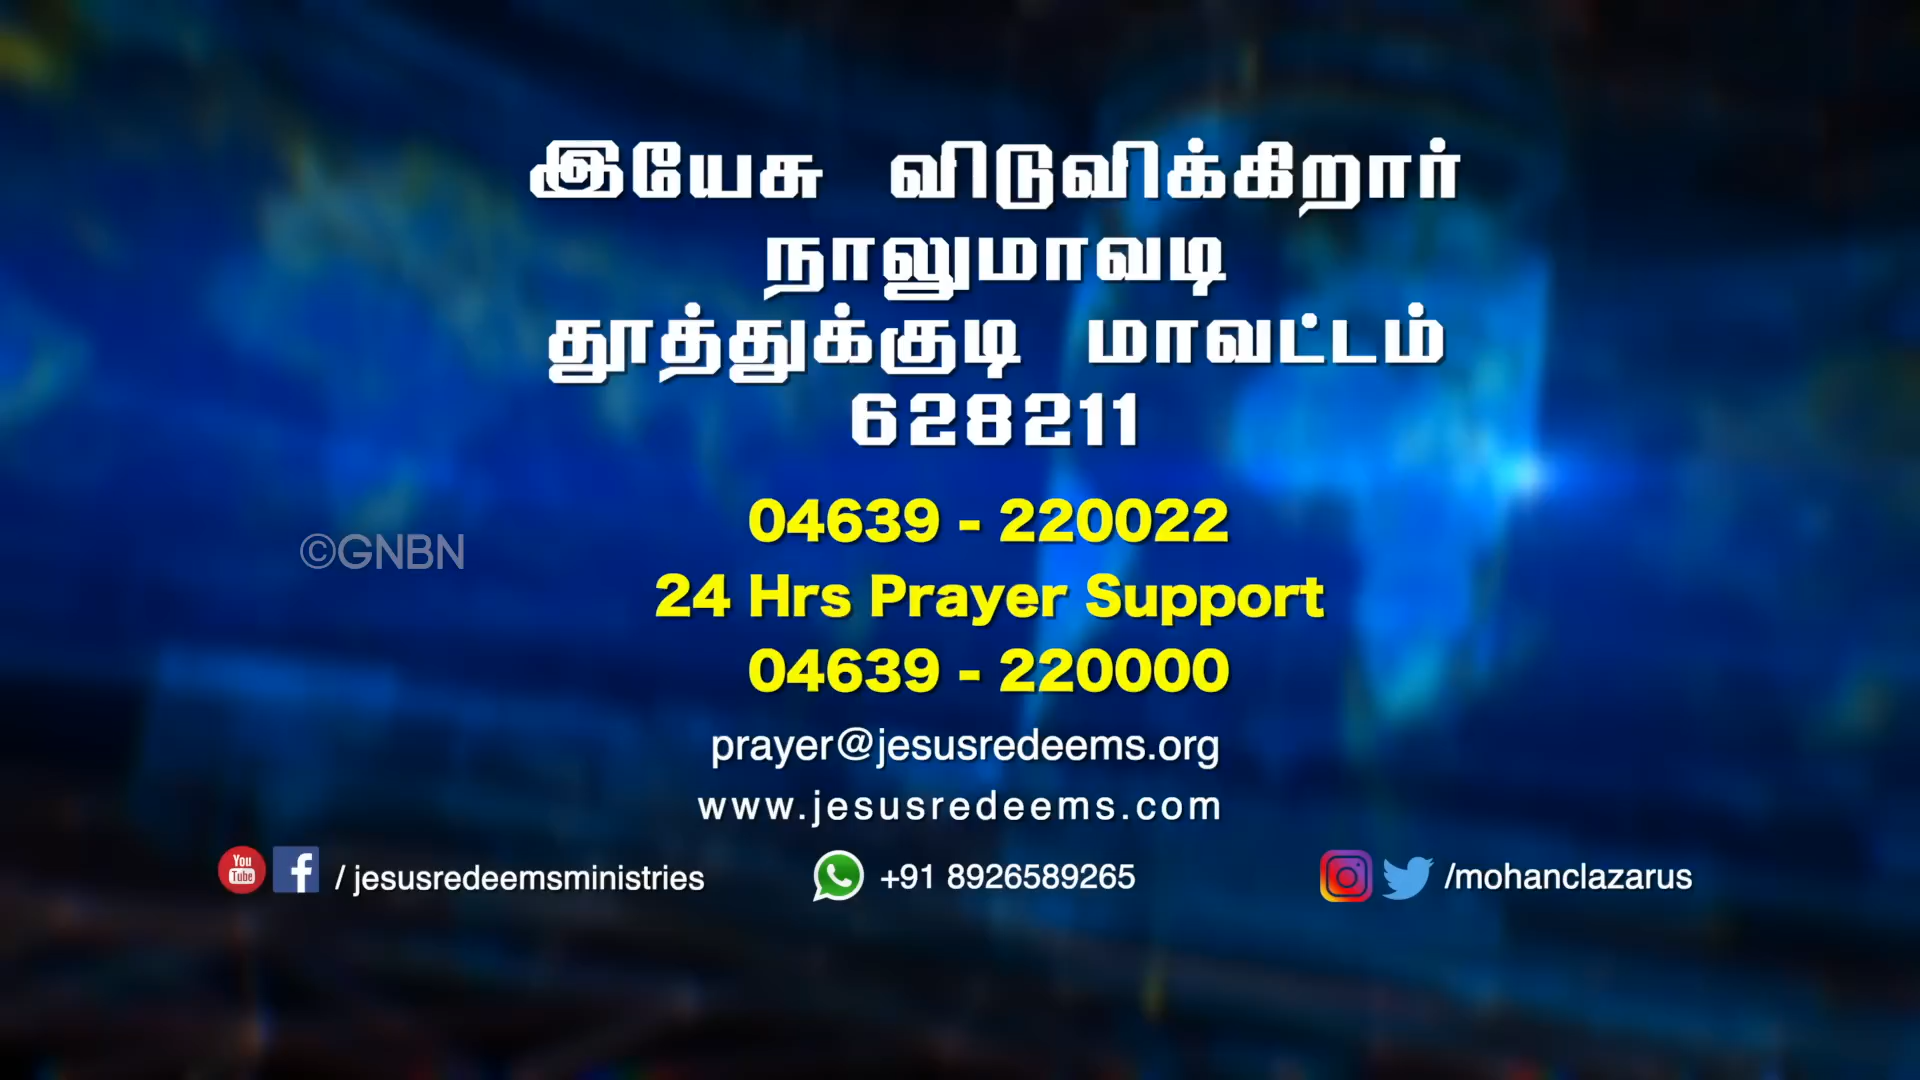 இயேசு விடுவிக்கிறார்
நாலுமாவடி
தூத்துக்குடி மாவட்டம்
628211
04639 - 220022
©GNBN
24 Hrs Prayer Support
04639 - 220000
prayer@jesusredeems.org
www.jesusredeems.com
You Tube f / jesusredeemsministries +91 8926589265 /mohanclazarus